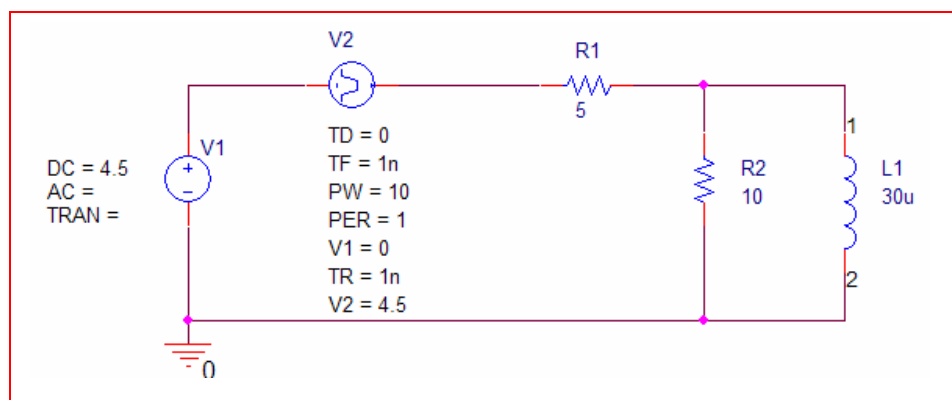 V2
R1
5
V1
DC = 4.5
AC =
TRAN =
TD = 0
TF = 1n
PW = 10
PER = 1
V1 = 0
TR = 1n
V2 = 4.5
R2
10
1
L1
30u
2
0